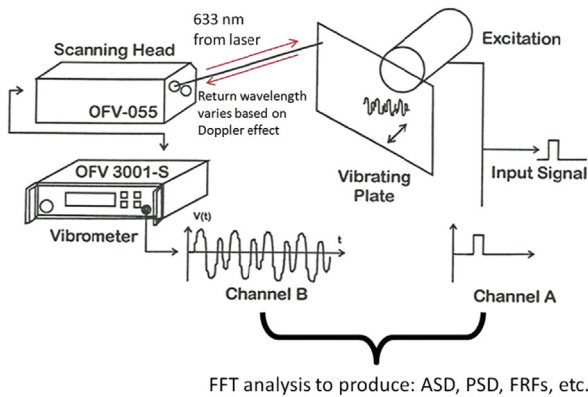 633 nm
from laser
Scanning Head
Excitation
OFV-055
Return wavelength
varies based on
Doppler effect
OFV 3001-S
Vibrating
Plate
Input Signal
Vibrometer
V(t)
t
Channel B
Channel A
FFT analysis to produce: ASD, PSD, FRFs, etc.